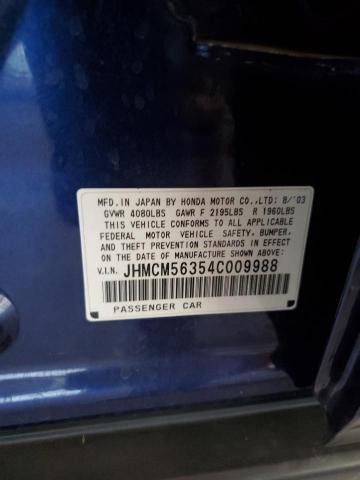 MFD. IN JAPAN BY HONDA MOTOR CO.,LTD: 8/'03
GVWR 4080LBS GAWR F 2195LBS R 1960LBS
THIS VEHICLE CONFORMS TO ALL APPLICABLE
FEDERAL MOTOR VEHICLE SAFETY, BUMPER,
AND THEFT PREVENTION STANDARDS IN EFFECT
ON THE DATE OF MANUFACTURE SHOWN ABOVE.
V.I.N. JHMCM56354C009988
PASSENGER CAR